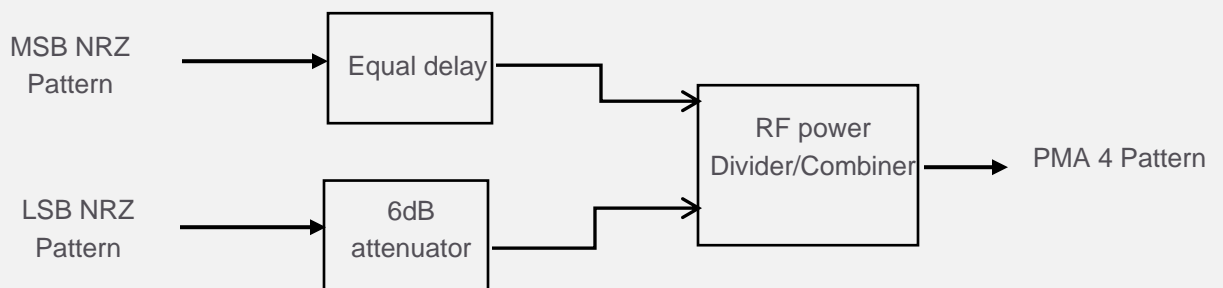 MSB NRZ
Pattern
Equal delay
RF power
Divider/Combiner
PMA 4 Pattern
LSB NRZ
Pattern
6dB
attenuator